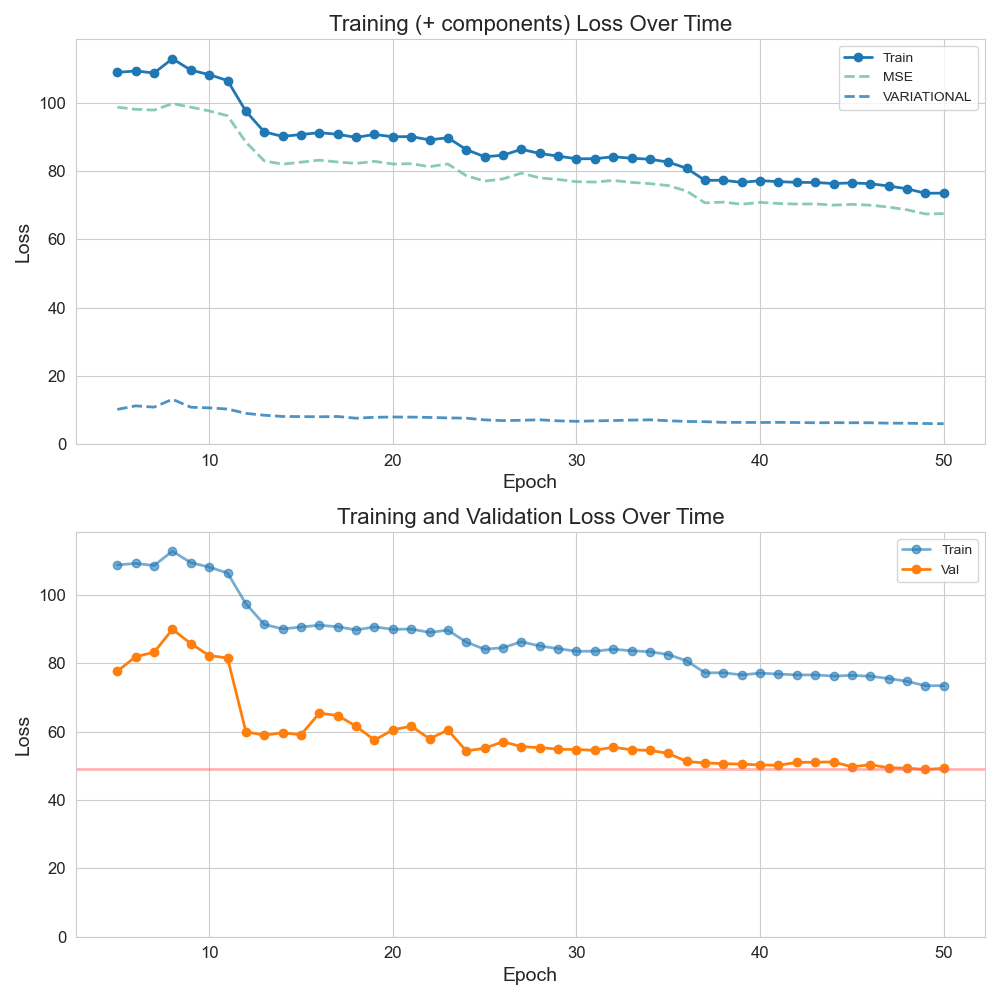 Training (+ components) Loss Over Time
Train
MSE
VARIATIONAL
Loss
100
80
60
40
20
0
10
20
30
40
50
Epoch
Training and Validation Loss Over Time
Train
Val
Loss
100
80
60
40
20
0
10
20
30
40
50
Epoch